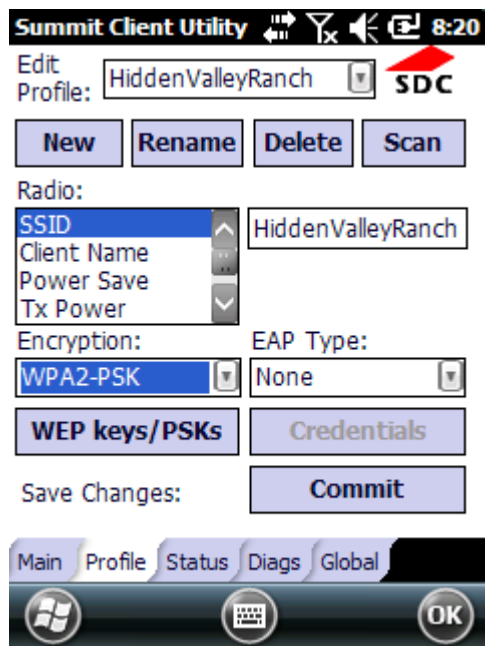 Summit Client Utility 8:20
Edit
Profile: HiddenValleyRanch SDC
New Rename Delete Scan
Radio:
SSID HiddenValleyRanch
Client Name
Power Save
Tx Power
Encryption: EAP Type:
WPA2-PSK None
WEP keys/PSKs Credentials
Save Changes: Commit
Main Profile Status Diags Global
OK